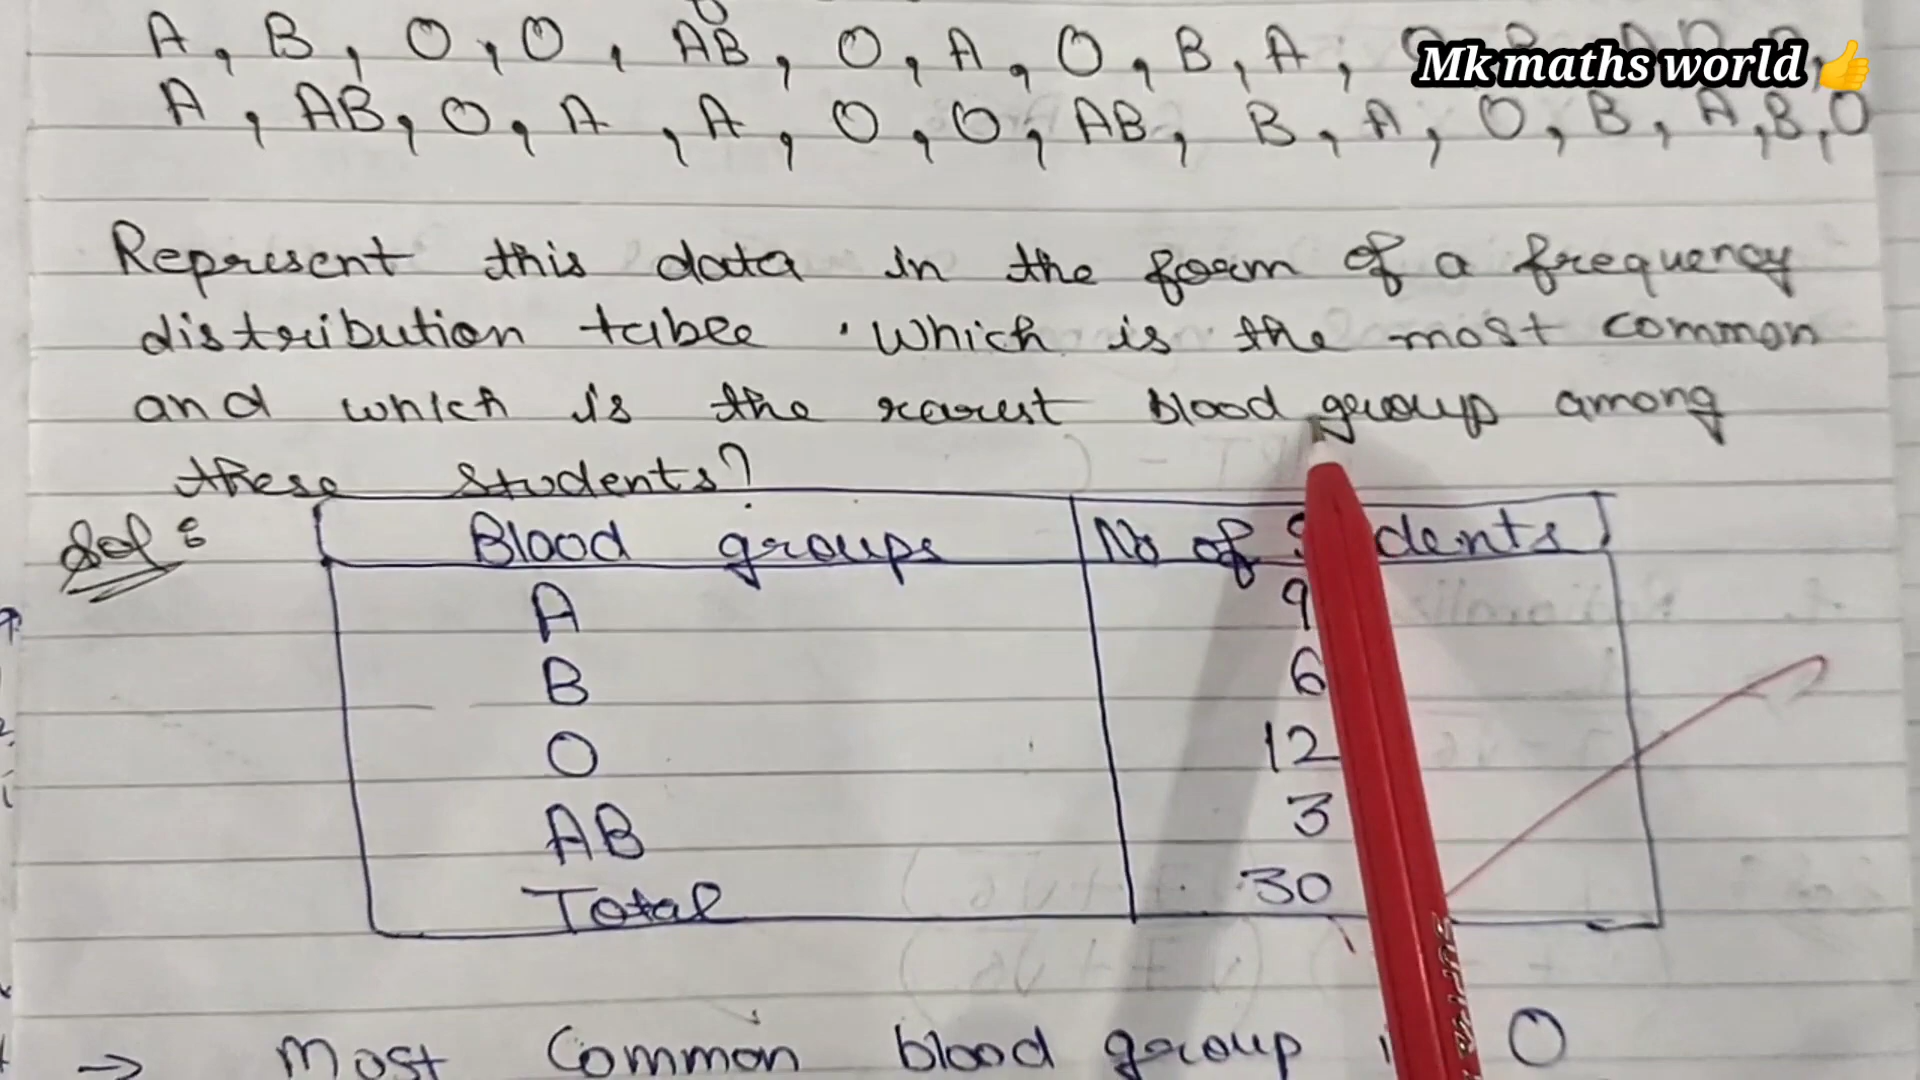 A, B, O, O, AB, O, A, O, B, A,
Mk maths world 👍
A, AB, O, A, A, O, O, AB, B, A, O, B, A, B, O
Represent this data in the form of a frequency
distribution table. Which is the most common
and which is the rarest blood group among
these students?
Sol :
Blood groups No of
A 9
B 6
O 12
AB 3
Total 30
→ Most Common blood group O